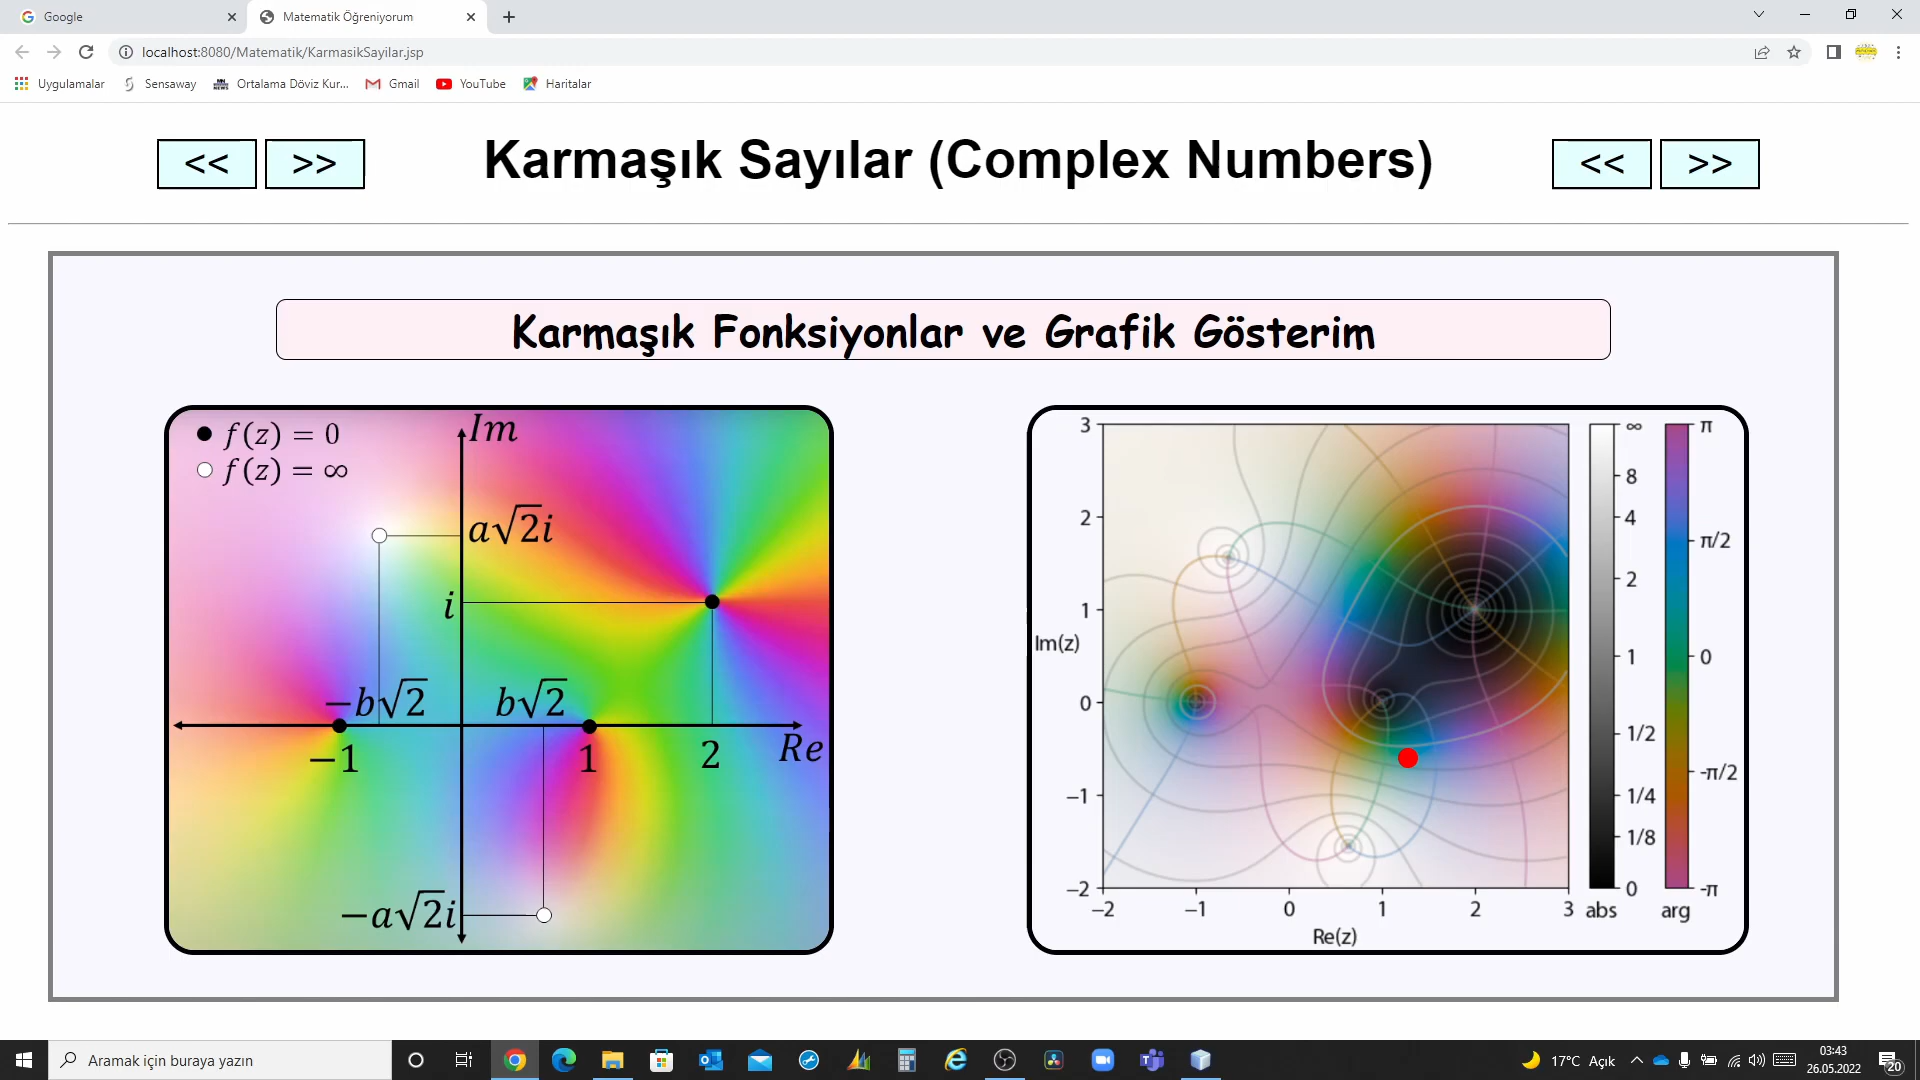 Google
Matematik Öğreniyorum
localhost:8080/Matematik/KarmasikSayilar.jsp
Uygulamalar Sensaway Ortalama Döviz Kur... Gmail YouTube Haritalar
<< >> Karmaşık Sayılar (Complex Numbers) << >>
Karmaşık Fonksiyonlar ve Grafik Gösterim
f(z) = 0
f(z) = ∞
Im
a√2i
i
−b√2 b√2
−1 1 2 Re
−a√2i
3
2
1
Im(z)
0
−1
−2
−2 −1 0 1 2 3
Re(z)
∞
8
4
2
1
1/2
1/4
1/8
0
abs
π
π/2
0
-π/2
-π
arg
Aramak için buraya yazın
17°C Açık
03:43
26.05.2022
20